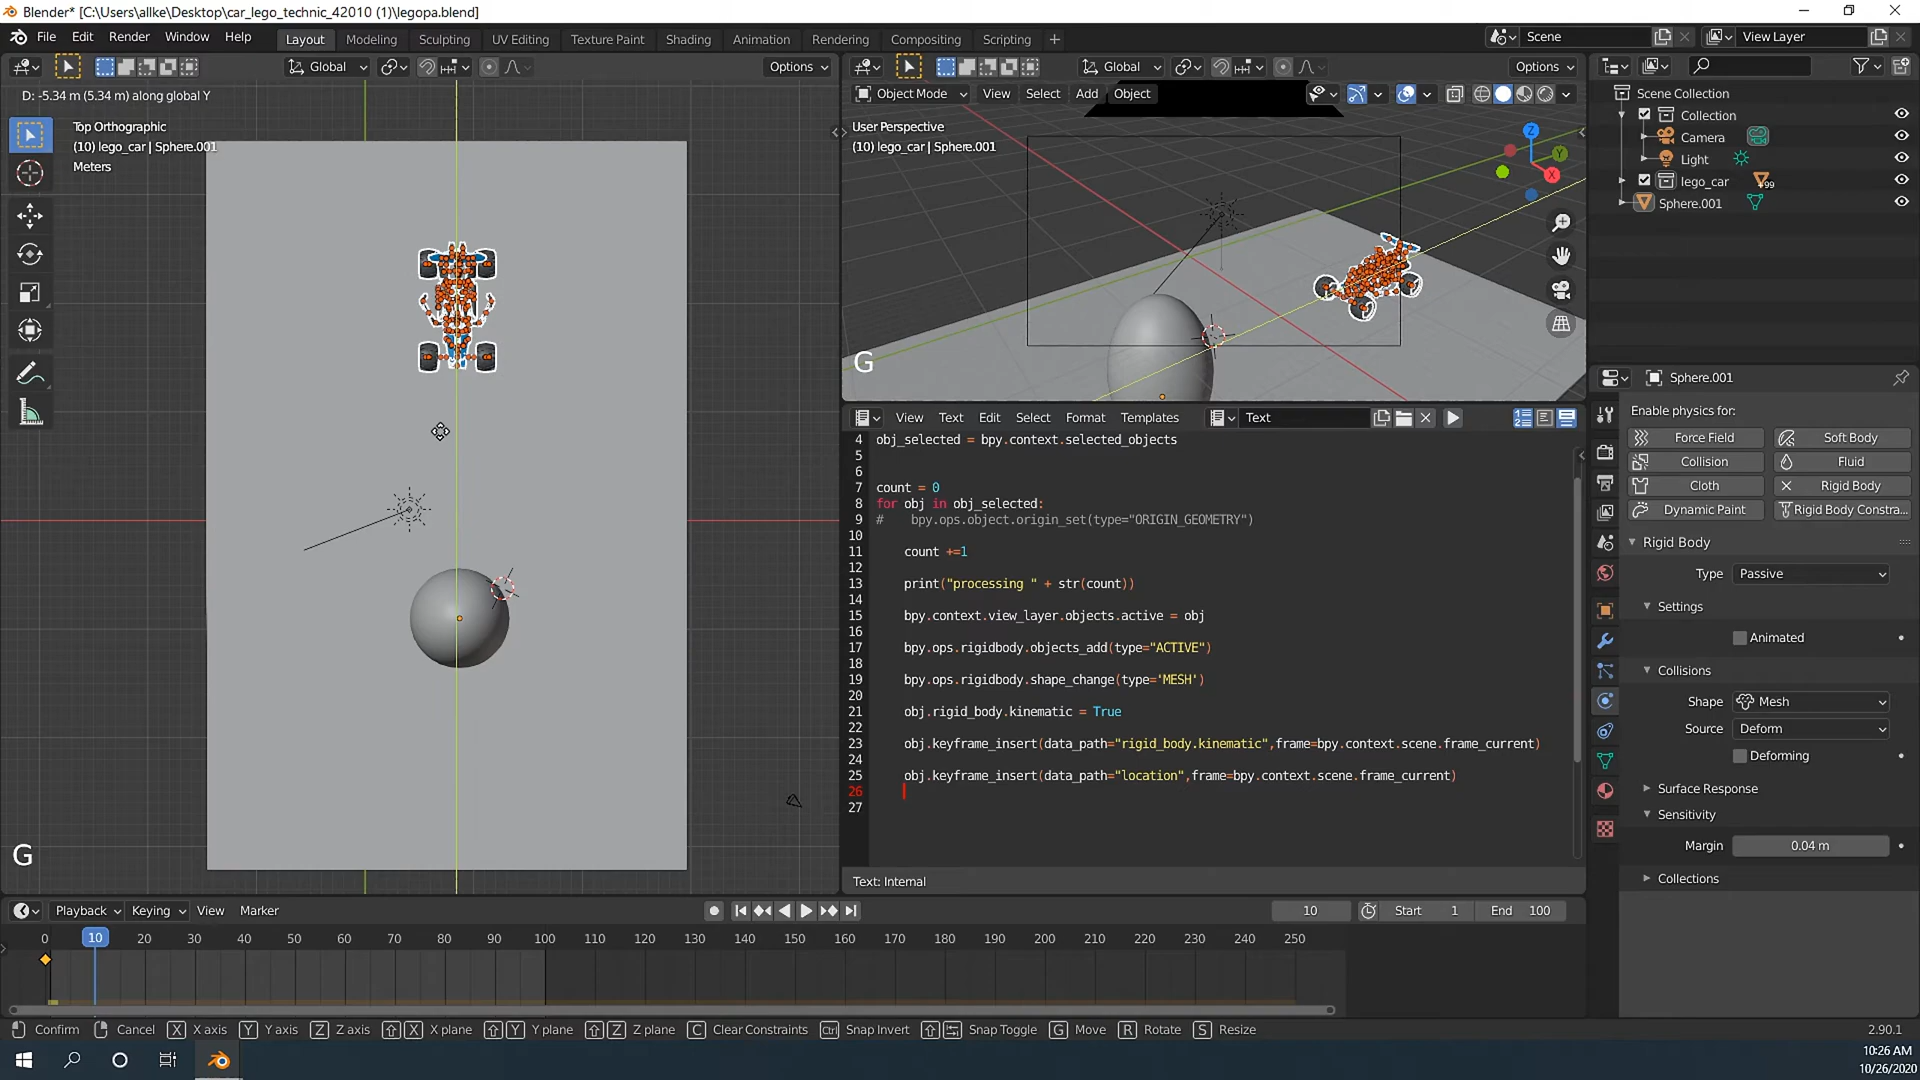 Blender* [C:\Users\allke\Desktop\car_lego_technic_42010 (1)\legopa.blend]
File Edit Render Window Help
Layout Modeling Sculpting UV Editing Texture Paint Shading Animation Rendering Compositing Scripting
Scene
View Layer
Global
Options
D: -5.34 m (5.34 m) along global Y
Top Orthographic
(10) lego_car | Sphere.001
Meters
G
Global
Options
Object Mode View Select Add Object
User Perspective
(10) lego_car | Sphere.001
Z
Y
X
G
View Text Edit Select Format Templates
Text
4 obj_selected = bpy.context.selected_objects
5
6
7 count = 0
8 for obj in obj_selected:
9 #    bpy.ops.object.origin_set(type="ORIGIN_GEOMETRY")
10
11 count +=1
12
13 print("processing " + str(count))
14
15 bpy.context.view_layer.objects.active = obj
16
17 bpy.ops.rigidbody.objects_add(type="ACTIVE")
18
19 bpy.ops.rigidbody.shape_change(type='MESH')
20
21 obj.rigid_body.kinematic = True
22
23 obj.keyframe_insert(data_path="rigid_body.kinematic",frame=bpy.context.scene.frame_current)
24
25 obj.keyframe_insert(data_path="location",frame=bpy.context.scene.frame_current)
26
27
Text: Internal
Scene Collection
Collection
Camera
Light
lego_car
99
Sphere.001
Sphere.001
Enable physics for:
Force Field Soft Body
Collision Fluid
Cloth Rigid Body
Dynamic Paint Rigid Body Constra...
Rigid Body
Type Passive
Settings
Animated
Collisions
Shape Mesh
Source Deform
Deforming
Surface Response
Sensitivity
Margin 0.04 m
Collections
Playback Keying View Marker
10
Start 1
End 100
0 10 20 30 40 50 60 70 80 90 100 110 120 130 140 150 160 170 180 190 200 210 220 230 240 250
Confirm Cancel X X axis Y Y axis Z Z axis X X plane Y Y plane Z Z plane C Clear Constraints Ctrl Snap Invert Snap Toggle G Move R Rotate S Resize
2.90.1
10:26 AM
10/26/2020